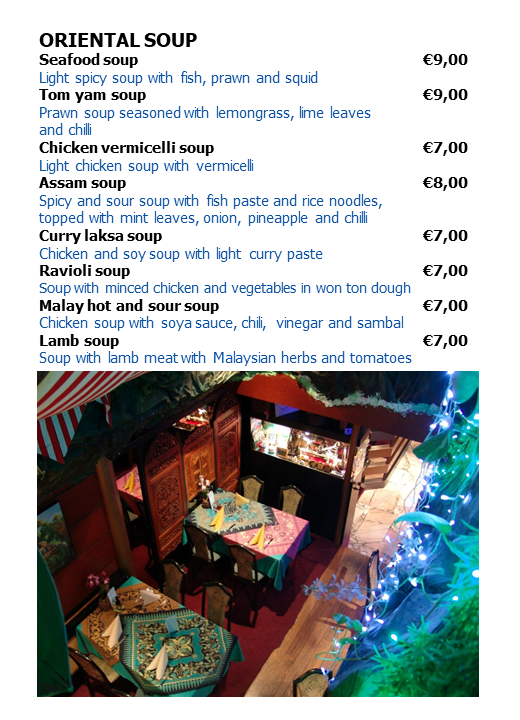 ORIENTAL SOUP
Seafood soup €9,00
Light spicy soup with fish, prawn and squid
Tom yam soup €9,00
Prawn soup seasoned with lemongrass, lime leaves
and chilli
Chicken vermicelli soup €7,00
Light chicken soup with vermicelli
Assam soup €8,00
Spicy and sour soup with fish paste and rice noodles,
topped with mint leaves, onion, pineapple and chilli
Curry laksa soup €7,00
Chicken and soy soup with light curry paste
Ravioli soup €7,00
Soup with minced chicken and vegetables in won ton dough
Malay hot and sour soup €7,00
Chicken soup with soya sauce, chili, vinegar and sambal
Lamb soup €7,00
Soup with lamb meat with Malaysian herbs and tomatoes